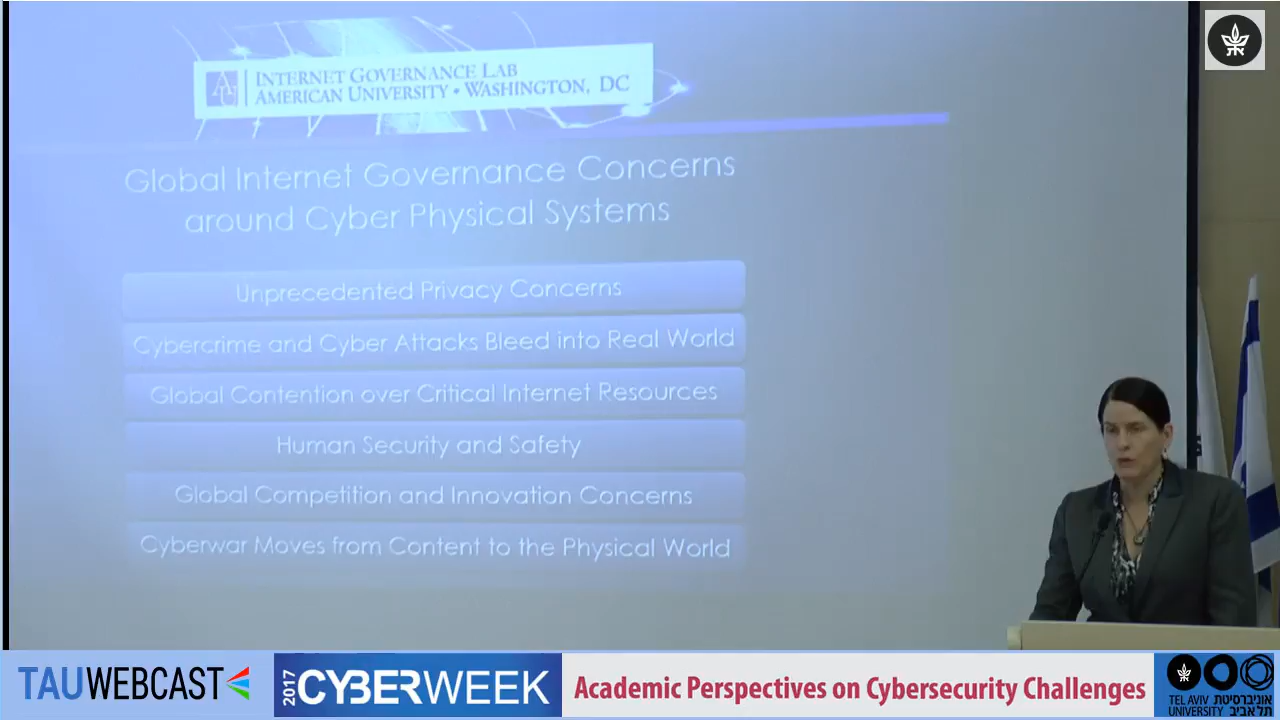 AU
INTERNET GOVERNANCE LAB
AMERICAN UNIVERSITY • WASHINGTON, DC
Global Internet Governance Concerns
around Cyber Physical Systems
Unprecedented Privacy Concerns
Cybercrime and Cyber Attacks Bleed into Real World
Global Contention over Critical Internet Resources
Human Security and Safety
Global Competition and Innovation Concerns
Cyberwar Moves from Content to the Physical World
TAUWEBCAST
2017 CYBERWEEK
Academic Perspectives on Cybersecurity Challenges
TEL AVIV אוניברסיטת
UNIVERSITY תל אביב